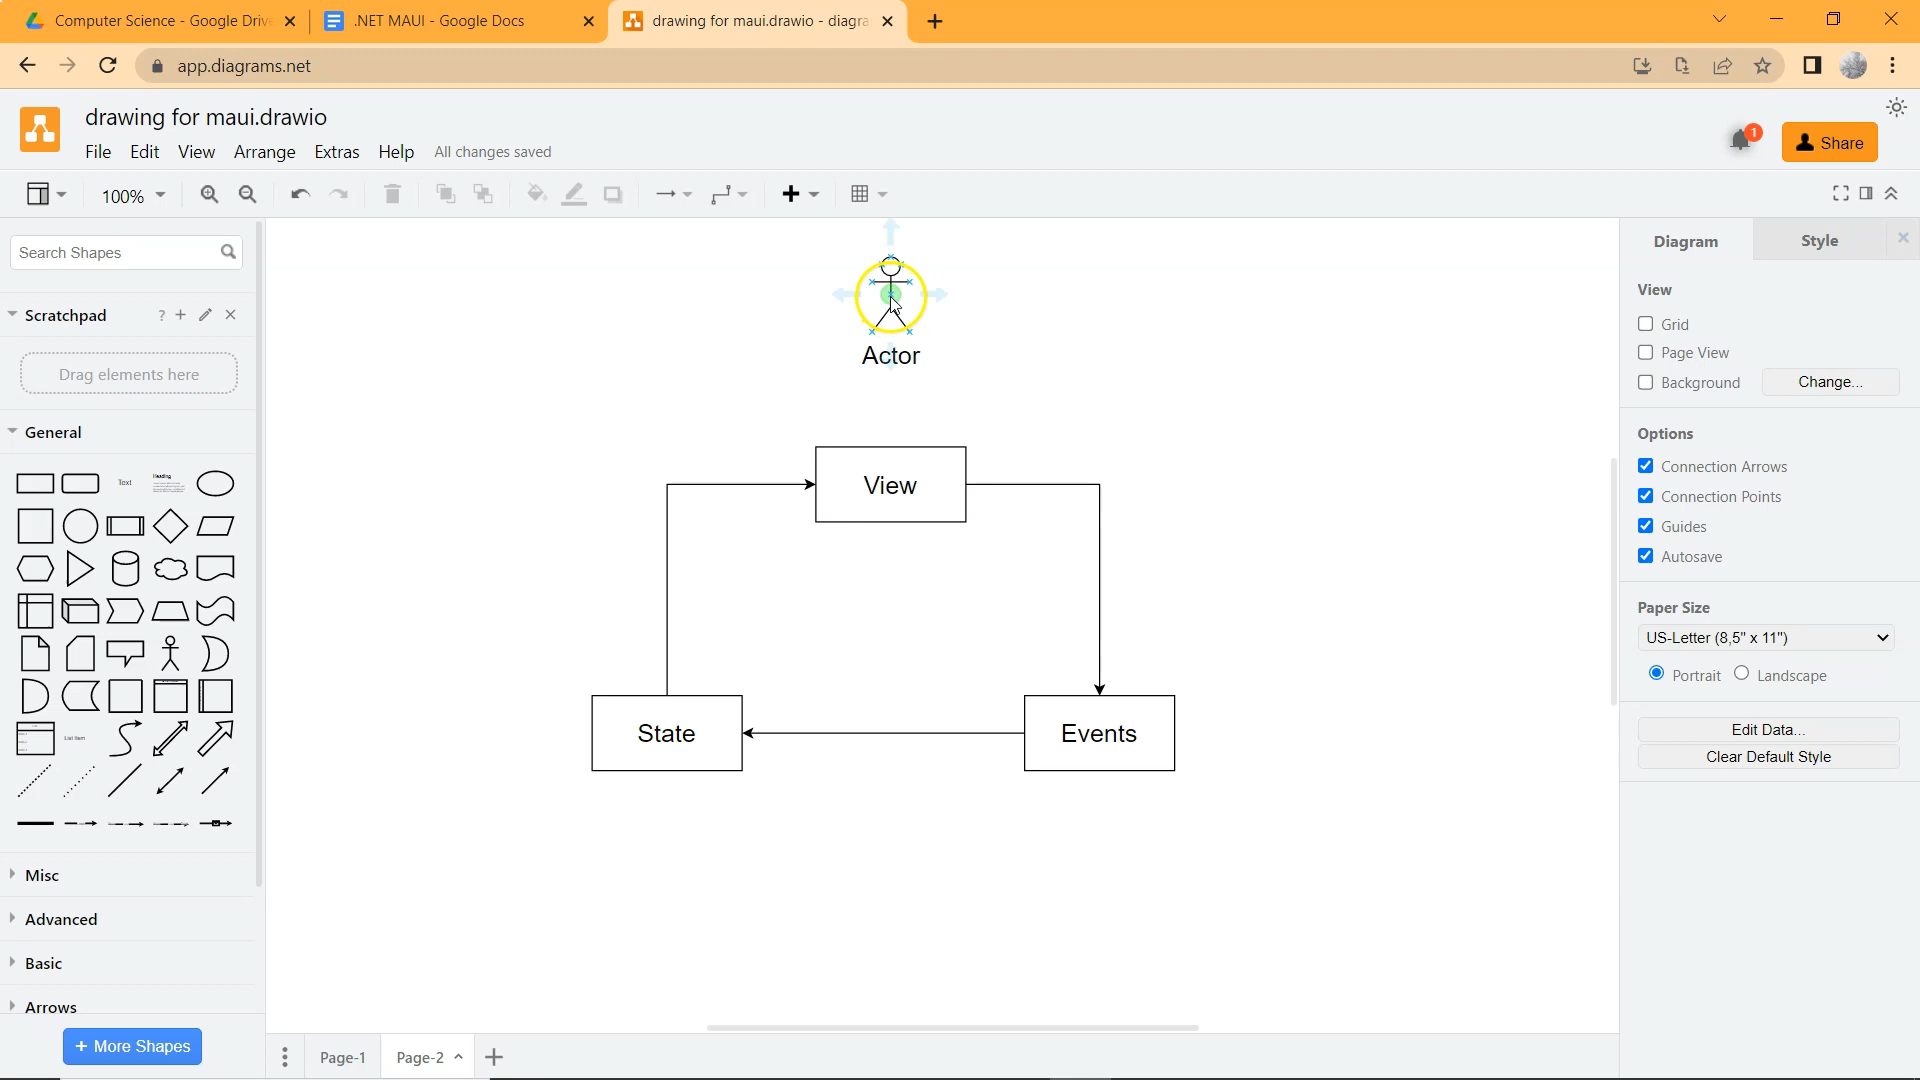 Computer Science - Google Drive
.NET MAUI - Google Docs
drawing for maui.drawio - diagra
app.diagrams.net
drawing for maui.drawio
File Edit View Arrange Extras Help All changes saved
1
Share
100%
Search Shapes
Scratchpad
?
Drag elements here
General
Text
Heading
List Item
Misc
Advanced
Basic
Arrows
+ More Shapes
Actor
View
State
Events
Page-1
Page-2
Diagram
Style
View
Grid
Page View
Background
Change...
Options
Connection Arrows
Connection Points
Guides
Autosave
Paper Size
US-Letter (8,5" x 11")
Portrait
Landscape
Edit Data...
Clear Default Style